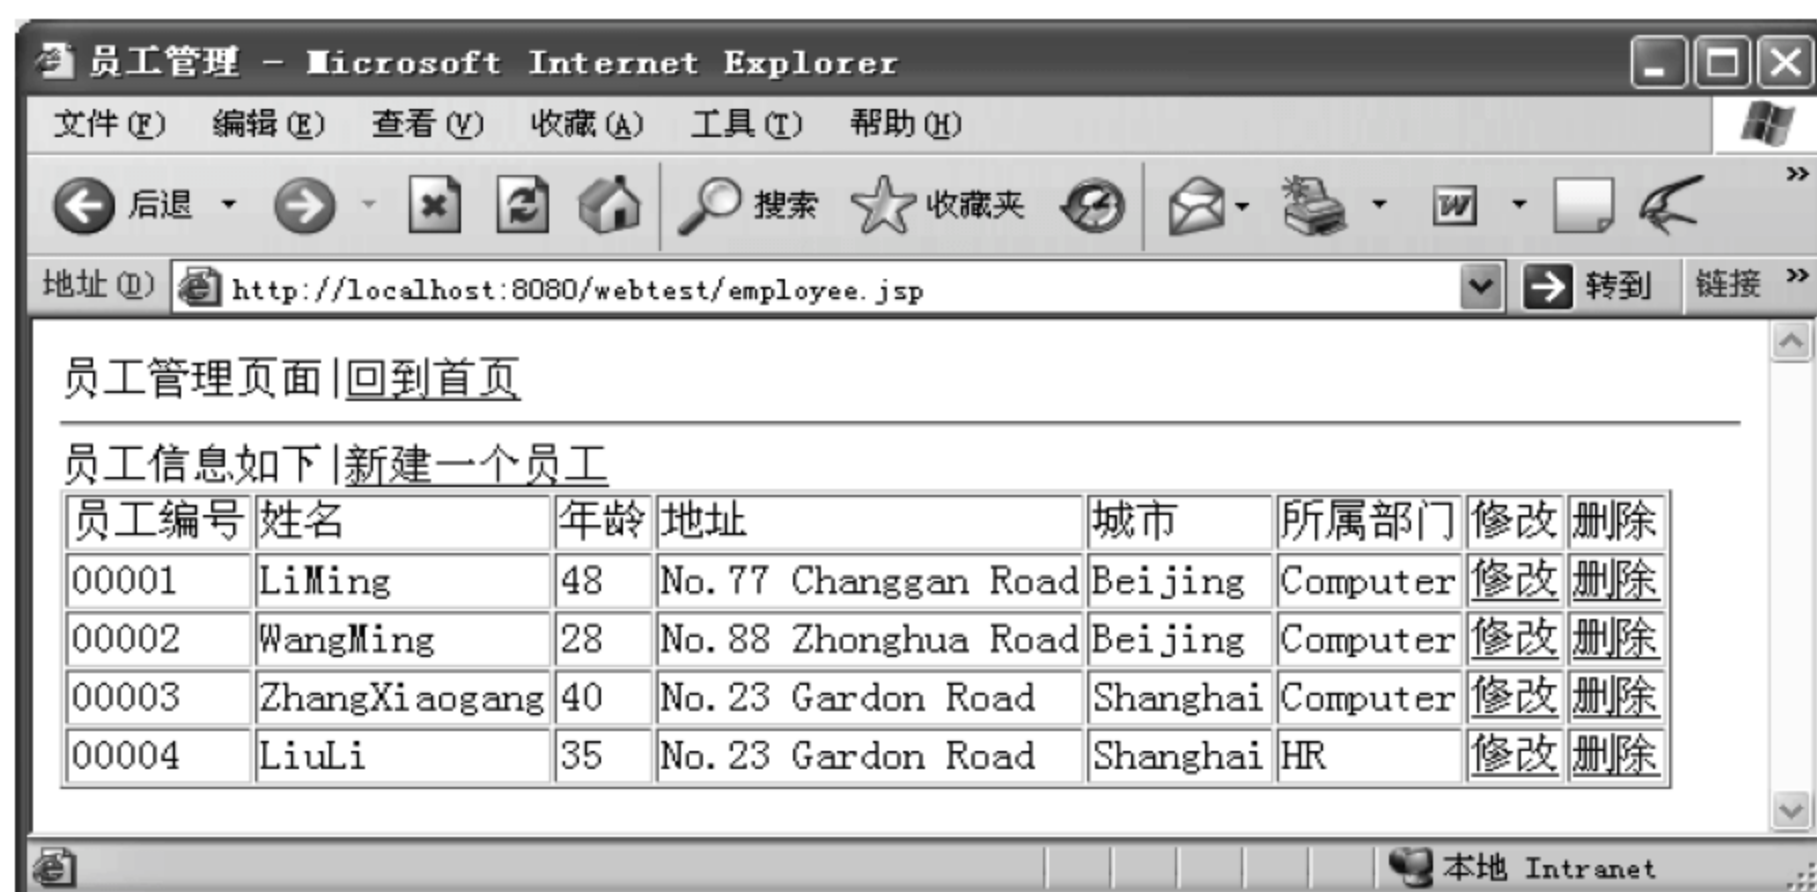 员工管理 - Microsoft Internet Explorer
文件(F) 编辑(E) 查看(V) 收藏(A) 工具(T) 帮助(H)
后退 搜索 收藏夹 W »
地址(D) http://localhost:8080/webtest/employee.jsp 转到 链接 »
员工管理页面|回到首页
员工信息如下|新建一个员工
员工编号 姓名 年龄 地址 城市 所属部门 修改 删除
00001 LiMing 48 No.77 Changgan Road Beijing Computer 修改 删除
00002 WangMing 28 No.88 Zhonghua Road Beijing Computer 修改 删除
00003 ZhangXiaogang 40 No.23 Gardon Road Shanghai Computer 修改 删除
00004 LiuLi 35 No.23 Gardon Road Shanghai HR 修改 删除
本地 Intranet